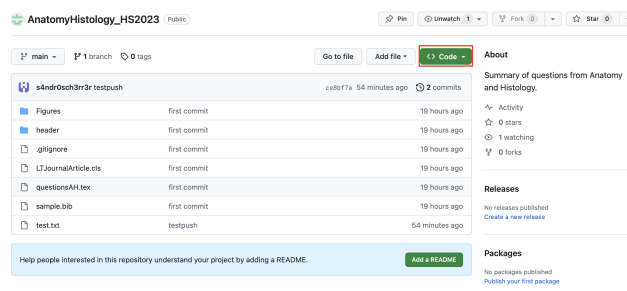 AnatomyHistology_HS2023 Public Pin Unwatch 1 Fork 0 Star 0
main 1 branch 0 tags Go to file Add file <> Code
About
Summary of questions from Anatomy
and Histology.
s4ndr0sch3rr3r testpush ce8bf7a 54 minutes ago 2 commits
Figures first commit 19 hours ago
header first commit 19 hours ago
.gitignore first commit 19 hours ago
LTJournalArticle.cls first commit 19 hours ago
questionsAH.tex first commit 19 hours ago
sample.bib first commit 19 hours ago
test.txt testpush 54 minutes ago
Help people interested in this repository understand your project by adding a README. Add a README
Activity
0 stars
1 watching
0 forks
Releases
No releases published
Create a new release
Packages
No packages published
Publish your first package